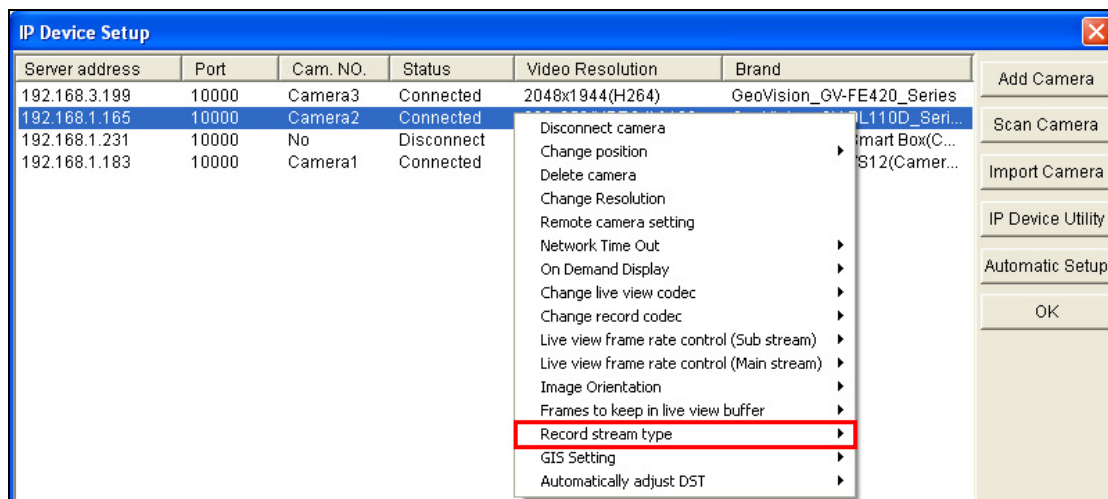 IP Device Setup
Server address Port Cam. NO. Status Video Resolution Brand
192.168.3.199 10000 Camera3 Connected 2048x1944(H264) GeoVision_GV-FE420_Series
192.168.1.165 10000 Camera2 Connected L110D_Seri...
192.168.1.231 10000 No Disconnect mart Box(C...
192.168.1.183 10000 Camera1 Connected S12(Camer...
Disconnect camera
Change position
Delete camera
Change Resolution
Remote camera setting
Network Time Out
On Demand Display
Change live view codec
Change record codec
Live view frame rate control (Sub stream)
Live view frame rate control (Main stream)
Image Orientation
Frames to keep in live view buffer
Record stream type
GIS Setting
Automatically adjust DST
Add Camera
Scan Camera
Import Camera
IP Device Utility
Automatic Setup
OK